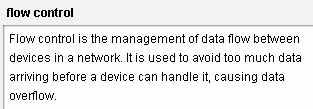 flow control
Flow control is the management of data flow between
devices in a network. It is used to avoid too much data
arriving before a device can handle it, causing data
overflow.